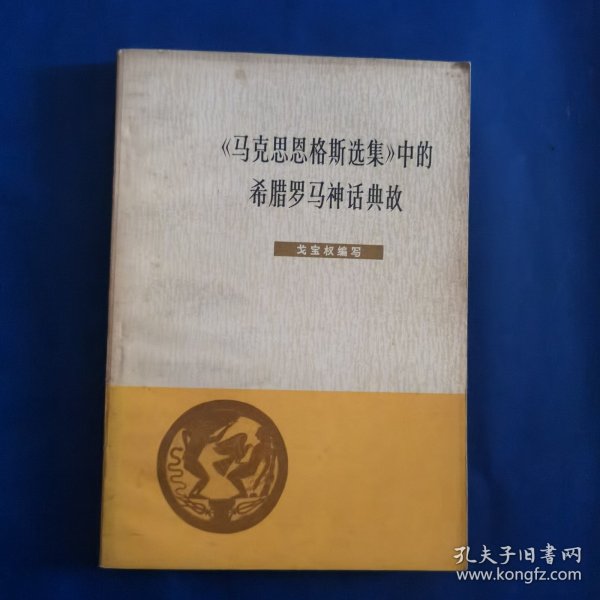 《马克思恩格斯选集》中的
希腊罗马神话典故
戈宝权编写
孔夫子旧书网
www.kongfz.com